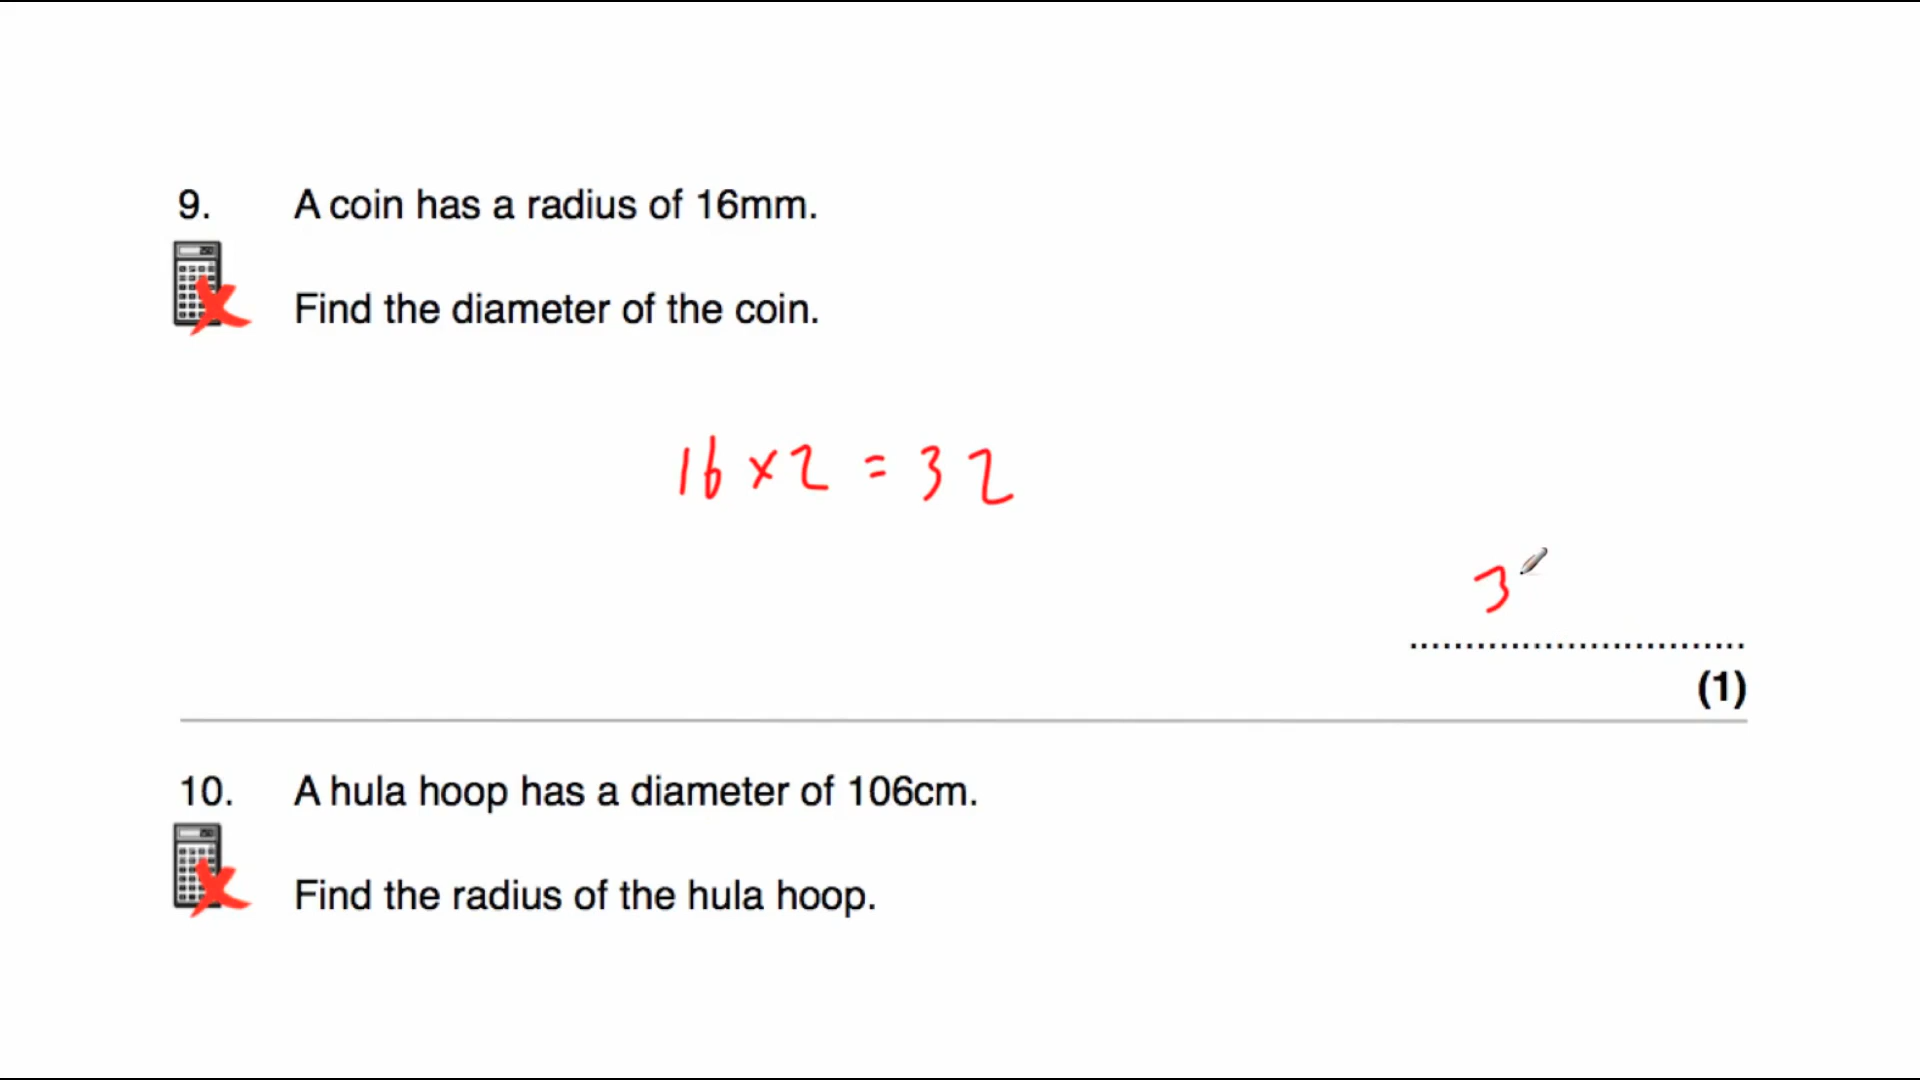 9. A coin has a radius of 16mm.
Find the diameter of the coin.
16 × 2 = 32
3
..............................
(1)
10. A hula hoop has a diameter of 106cm.
Find the radius of the hula hoop.